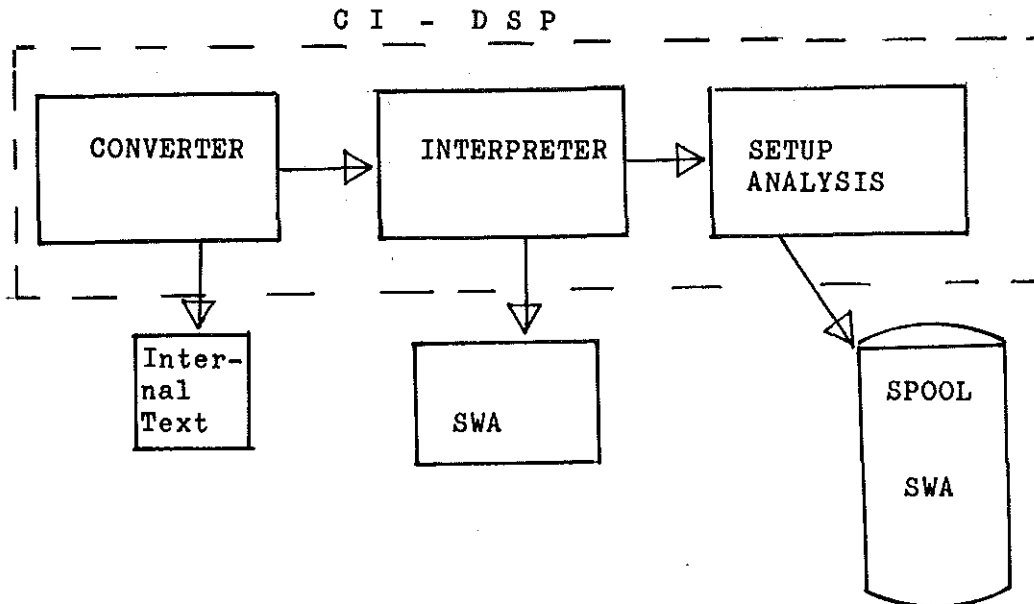 C I - D S P
CONVERTER
INTERPRETER
SETUP
ANALYSIS
Inter-
nal
Text
SWA
SPOOL
SWA